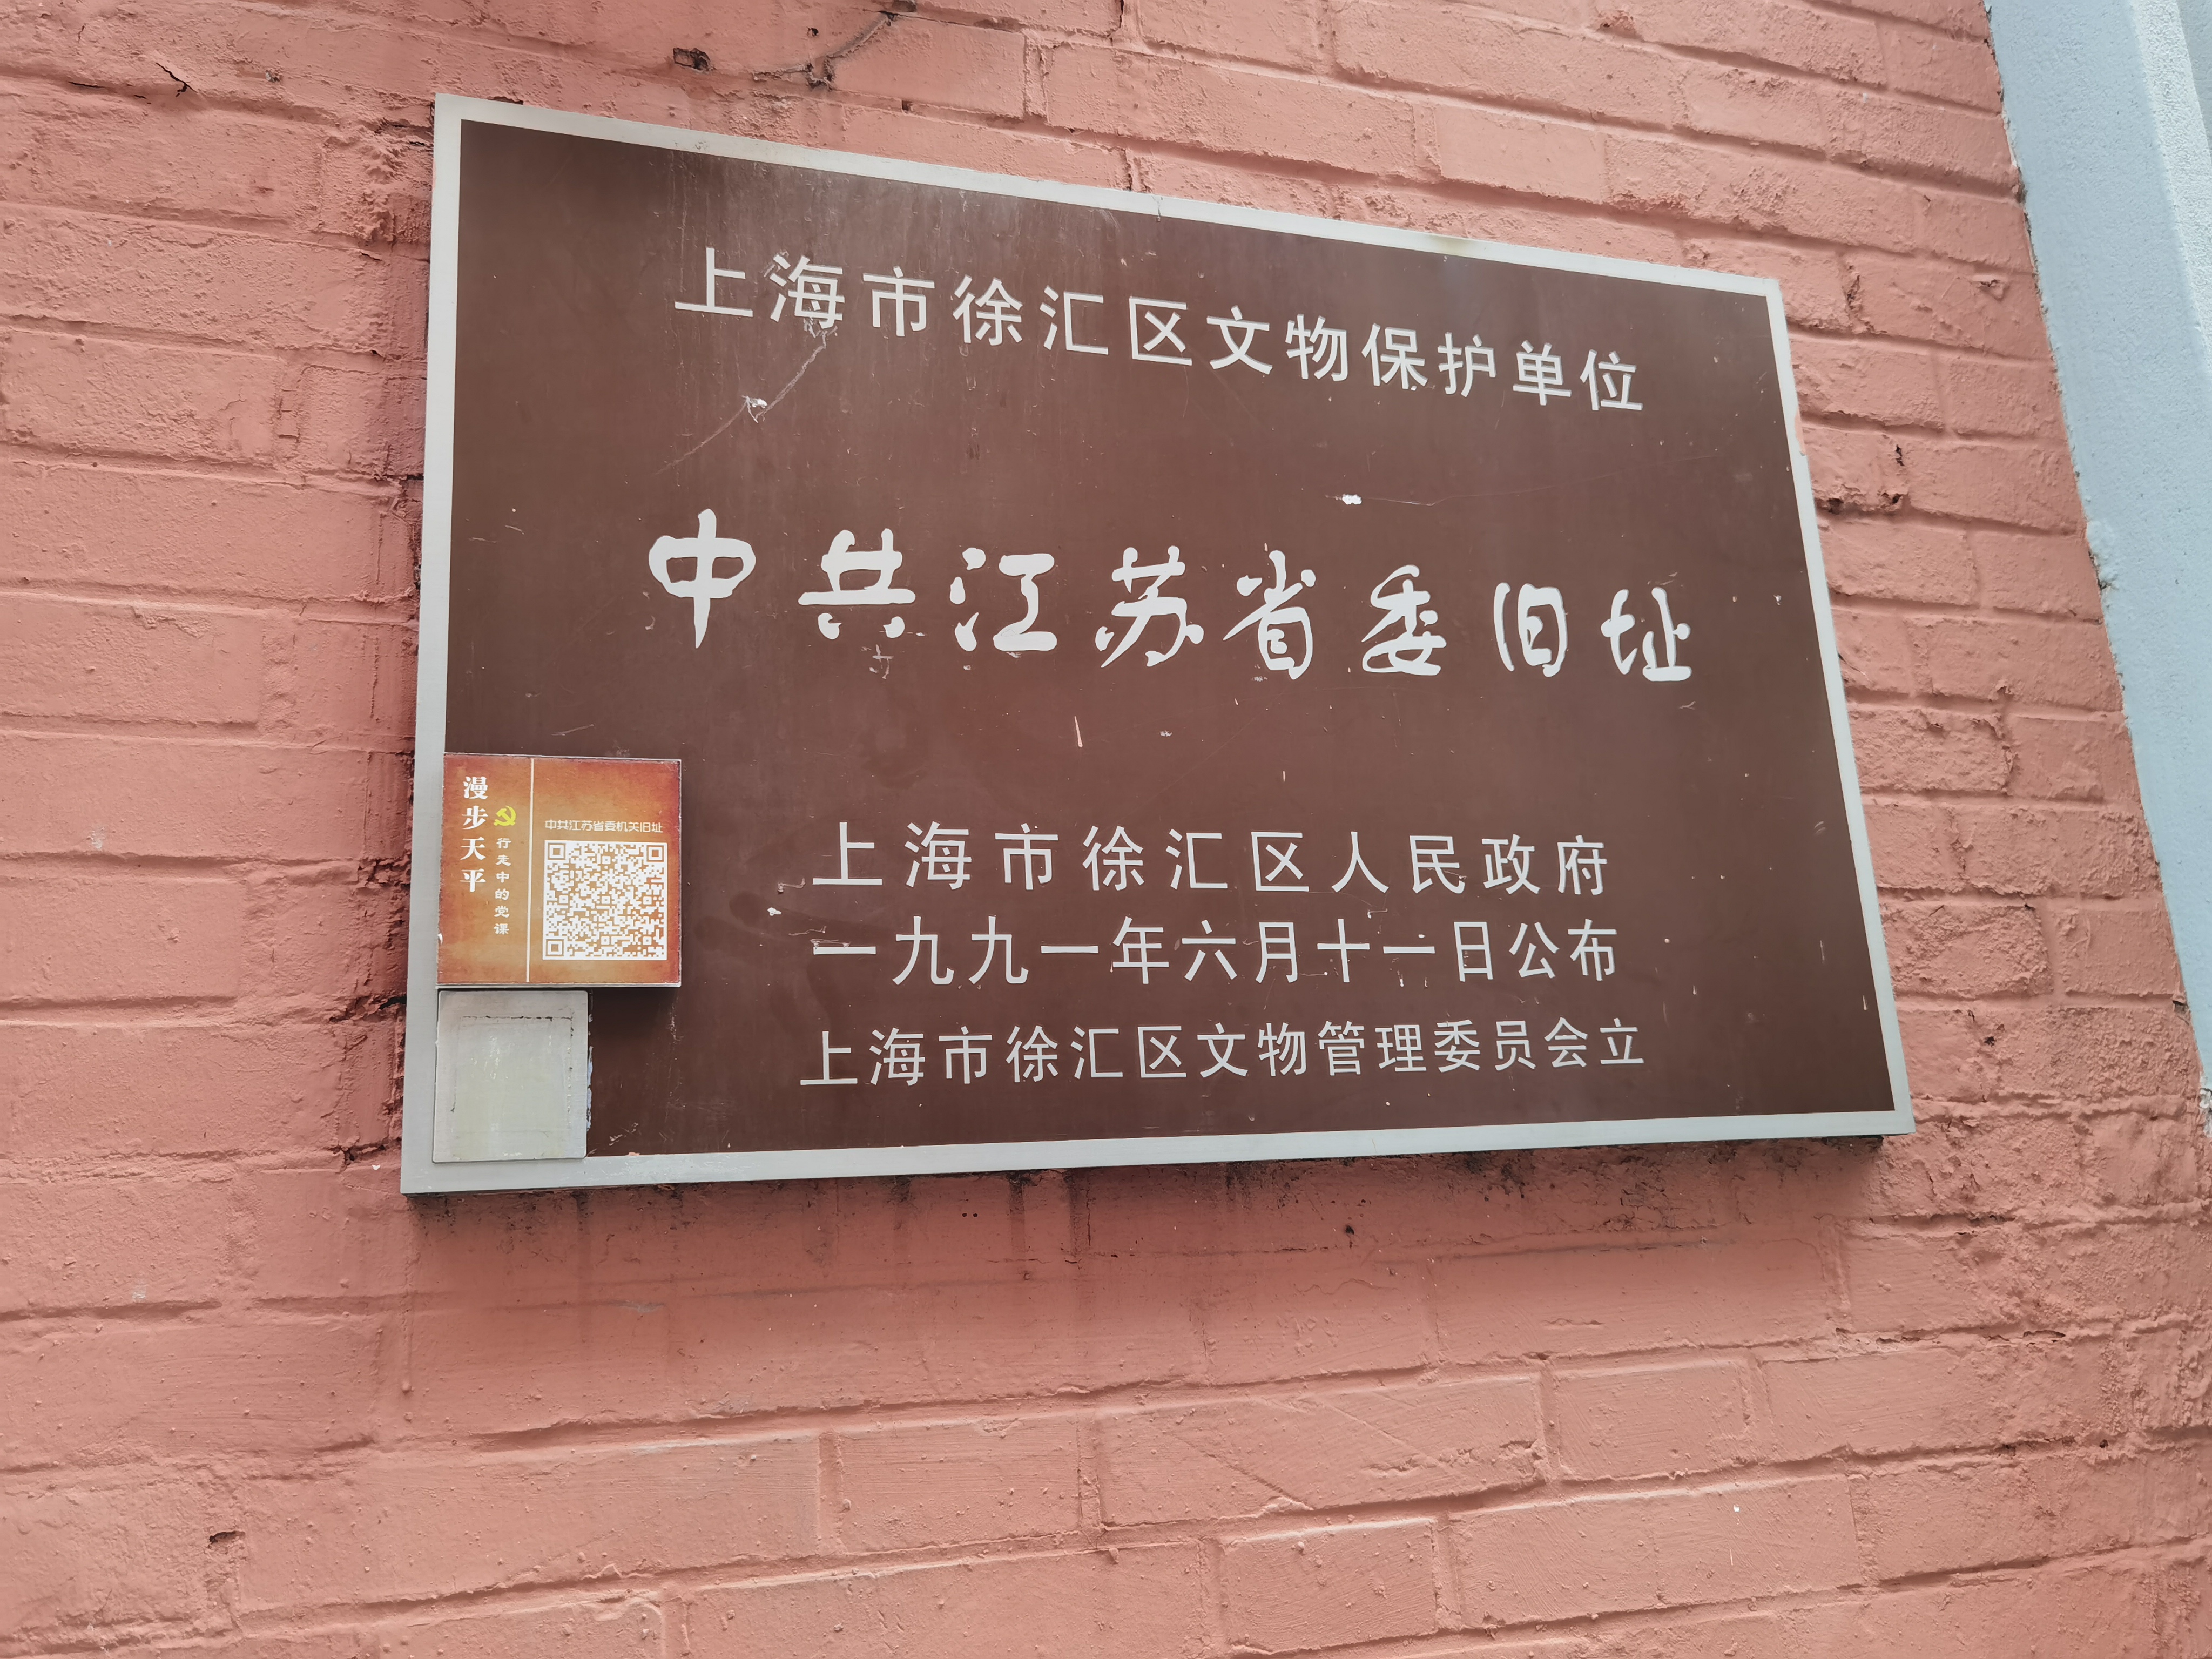 上海市徐汇区文物保护单位
中共江苏省委旧址
上海市徐汇区人民政府
一九九一年六月十一日公布
上海市徐汇区文物管理委员会立
漫步天平
行走中的党课
中共江苏省委机关旧址